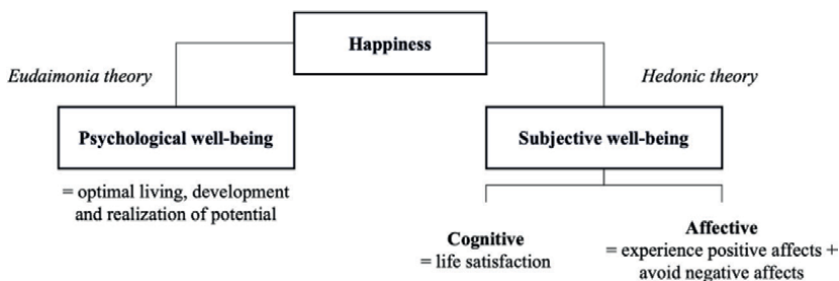 Happiness
Eudaimonia theory
Hedonic theory
Psychological well-being
Subjective well-being
= optimal living, development
and realization of potential
Cognitive
= life satisfaction
Affective
= experience positive affects +
avoid negative affects